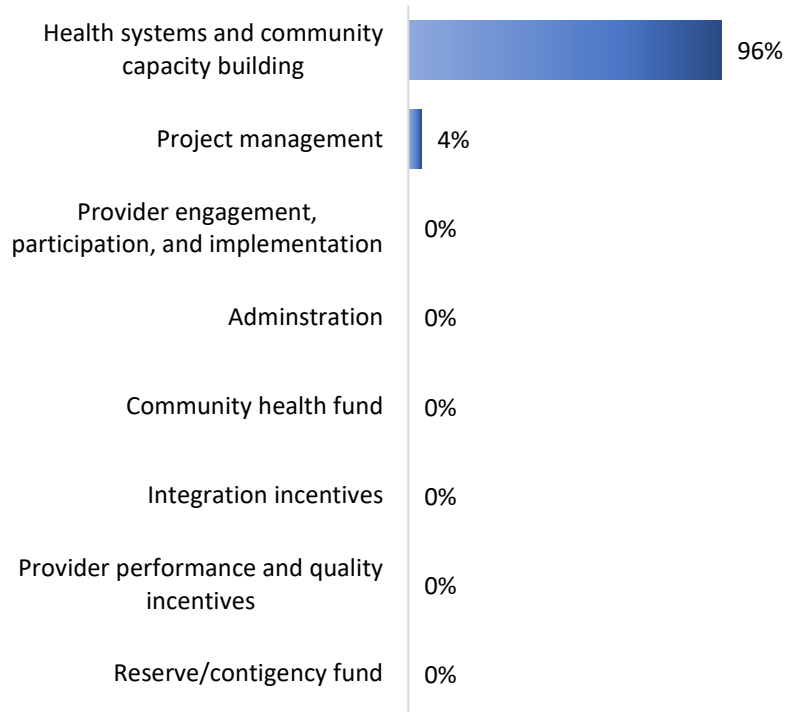 Health systems and community
capacity building
96%
Project management
4%
Provider engagement,
participation, and implementation
0%
Adminstration
0%
Community health fund
0%
Integration incentives
0%
Provider performance and quality
incentives
0%
Reserve/contigency fund
0%